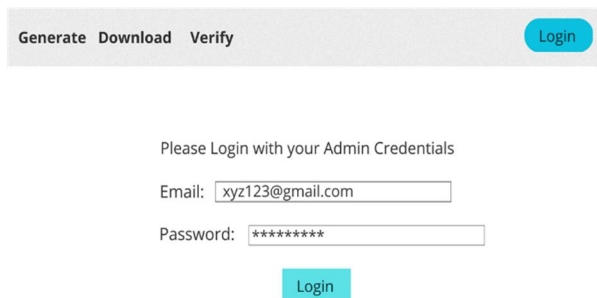 Generate Download Verify Login
Please Login with your Admin Credentials
Email: xyz123@gmail.com
Password: *********
Login